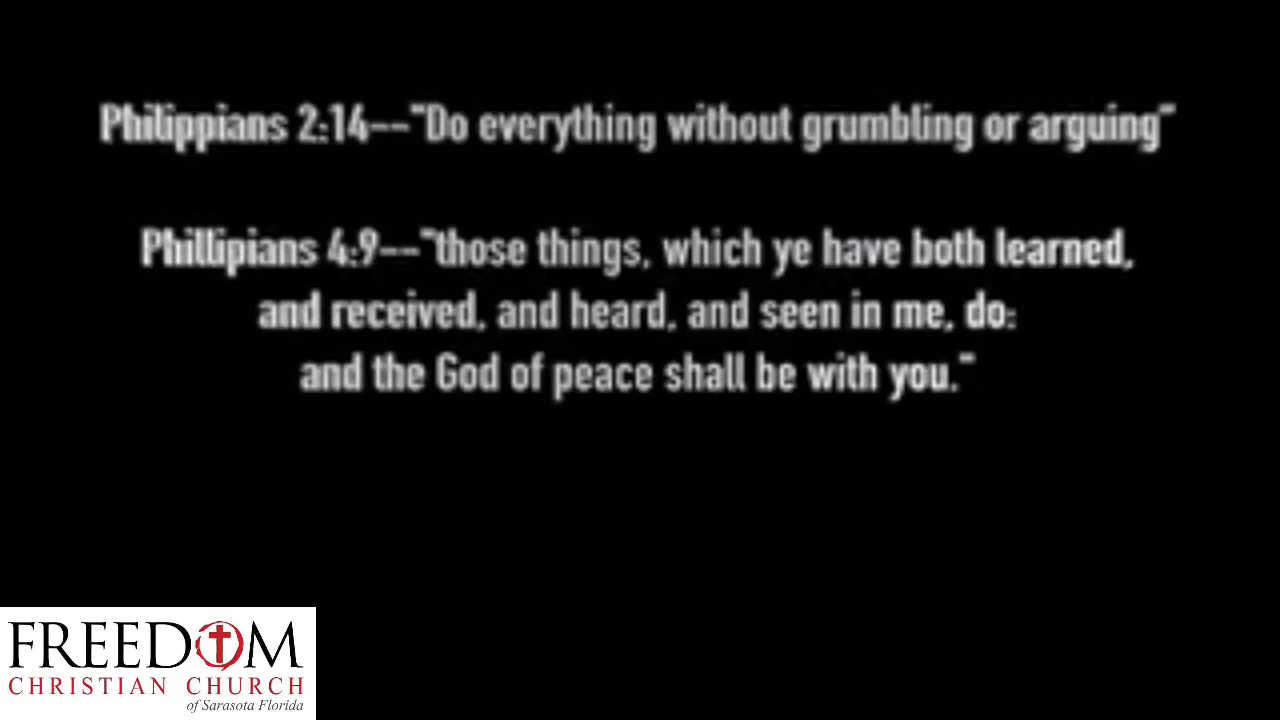 Philippians 2:14--"Do everything without grumbling or arguing"
Phillipians 4:9--"those things, which ye have both learned,
and received, and heard, and seen in me, do:
and the God of peace shall be with you."
FREEDOM
CHRISTIAN CHURCH
of Sarasota Florida